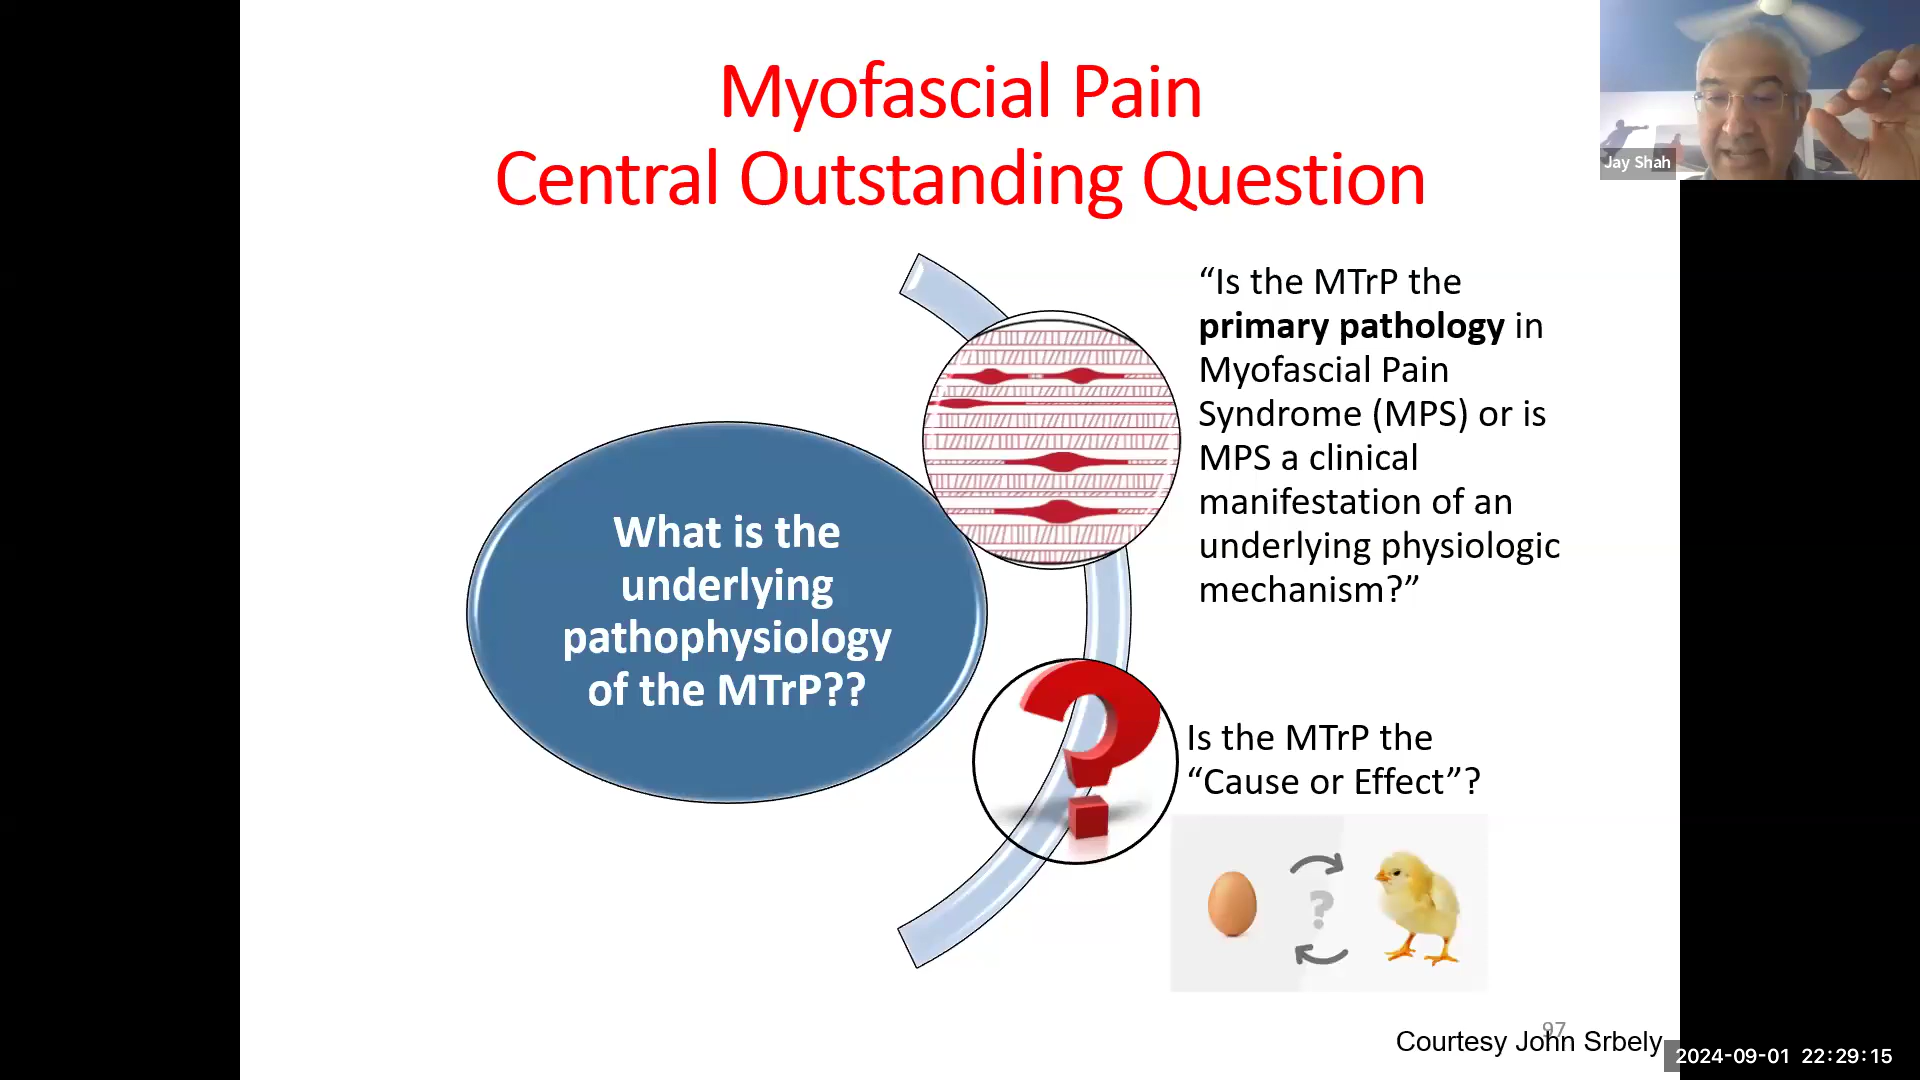 Myofascial Pain
Central Outstanding Question
Jay Shah
“Is the MTrP the
primary pathology in
Myofascial Pain
Syndrome (MPS) or is
MPS a clinical
manifestation of an
underlying physiologic
mechanism?”
What is the
underlying
pathophysiology
of the MTrP??
Is the MTrP the
“Cause or Effect”?
?
97
Courtesy John Srbely
2024-09-01 22:29:15